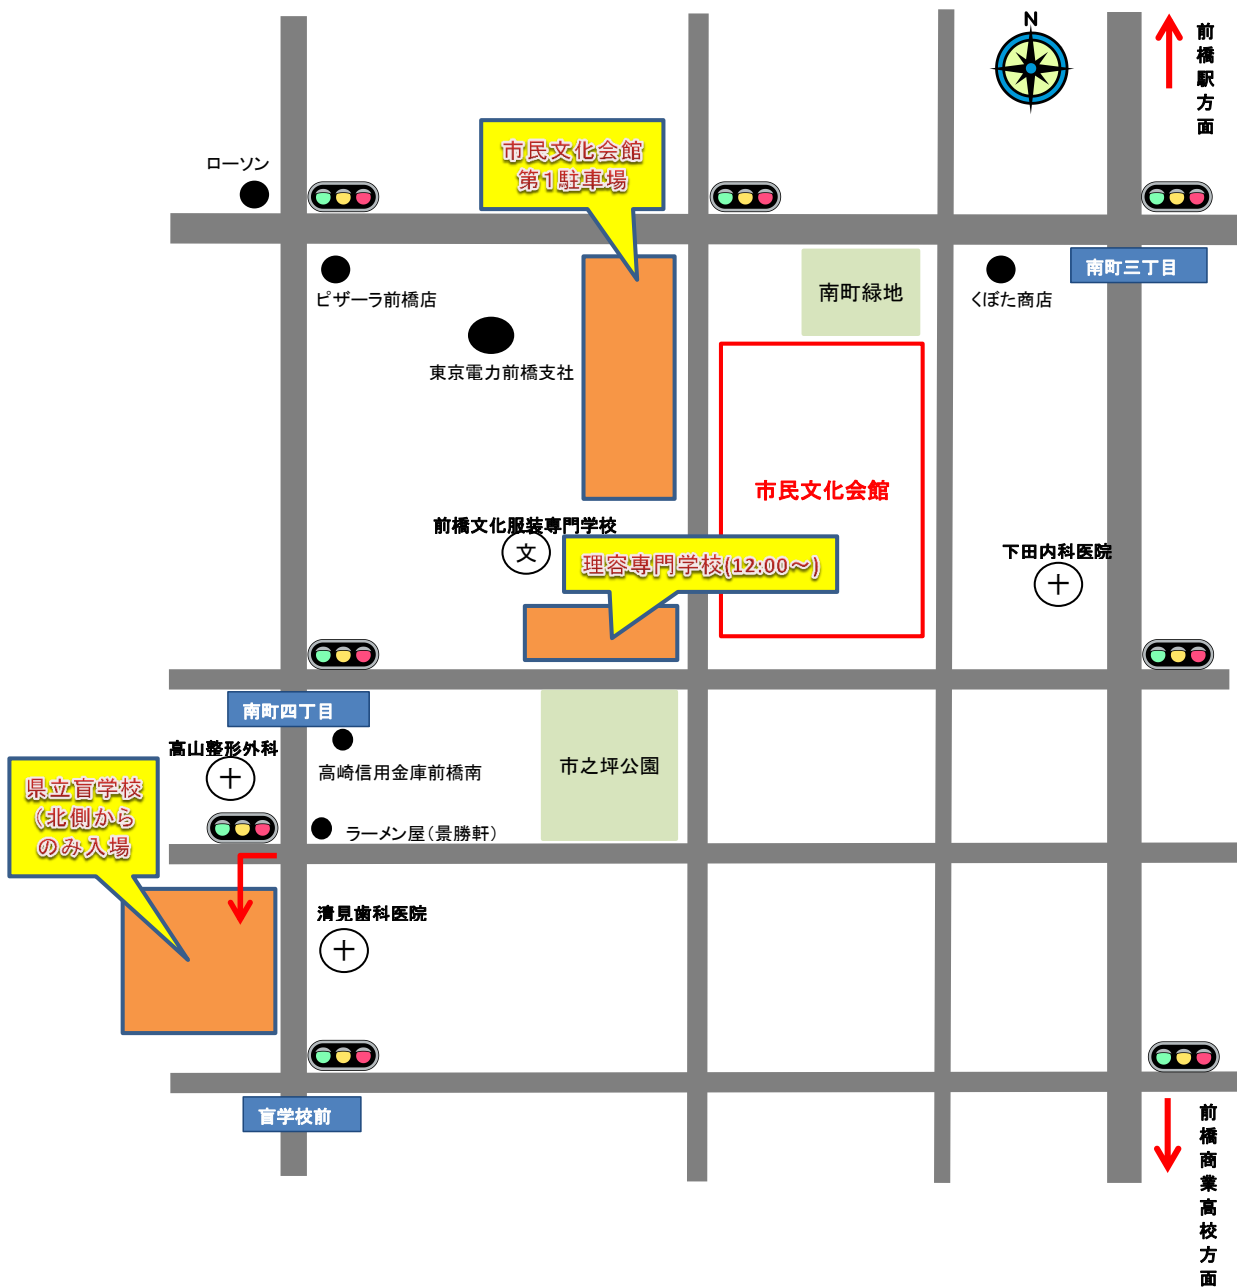 N
前橋駅方面
市民文化会館
第1駐車場
ローソン
南町三丁目
ピザーラ前橋店
南町緑地
くぼた商店
東京電力前橋支社
市民文化会館
前橋文化服装専門学校
文
理容専門学校(12:00～)
下田内科医院
南町四丁目
高山整形外科
高崎信用金庫前橋南
市之坪公園
県立盲学校
（北側から
のみ入場
ラーメン屋（景勝軒）
清見歯科医院
盲学校前
前橋商業高校方面